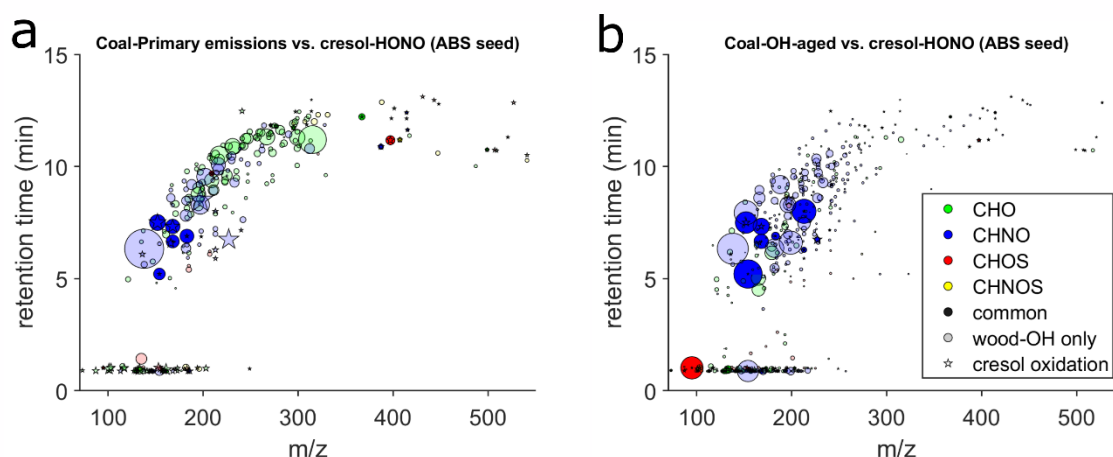 a
Coal-Primary emissions vs. cresol-HONO (ABS seed)
15
10
5
0
retention time (min)
100
200
300
400
500
m/z
b
Coal-OH-aged vs. cresol-HONO (ABS seed)
15
10
5
0
retention time (min)
100
200
300
400
500
m/z
CHO
CHNO
CHOS
CHNOS
common
wood-OH only
cresol oxidation